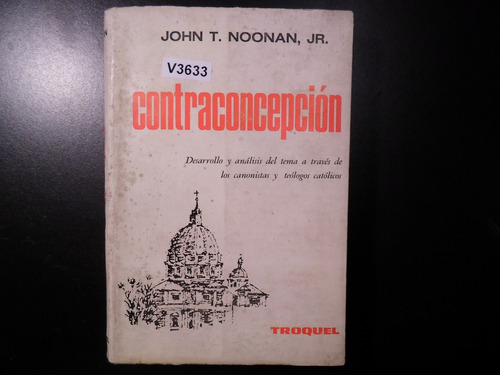 JOHN T. NOONAN, JR.
V3633
contraconcepción
Desarrollo y análisis del tema a través de
los canonistas y teólogos católicos
TROQUEL